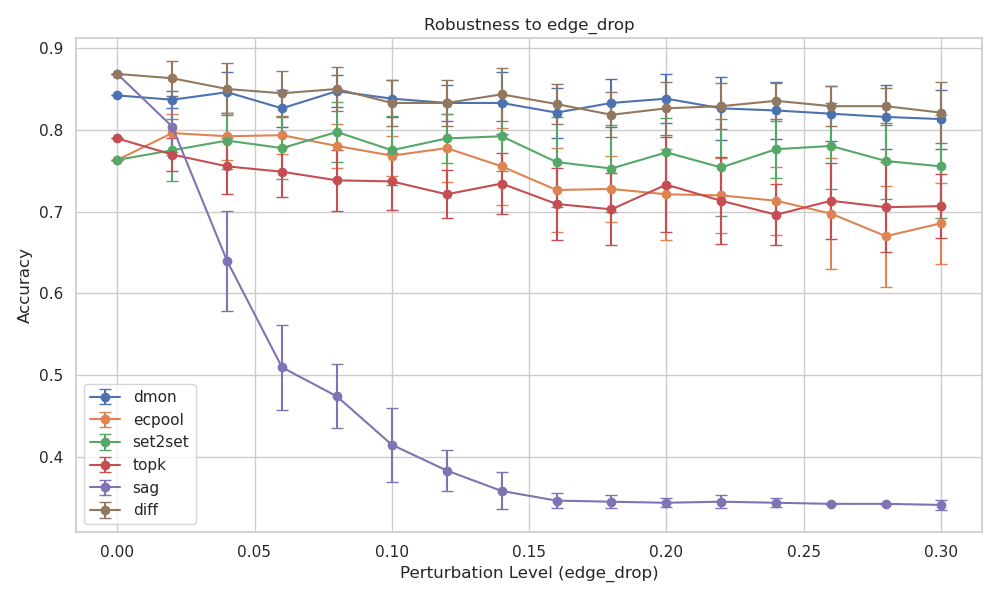 Robustness to edge_drop
Accuracy
0.9
0.8
0.7
0.6
0.5
0.4
dmon
ecpool
set2set
topk
sag
diff
0.00 0.05 0.10 0.15 0.20 0.25 0.30
Perturbation Level (edge_drop)